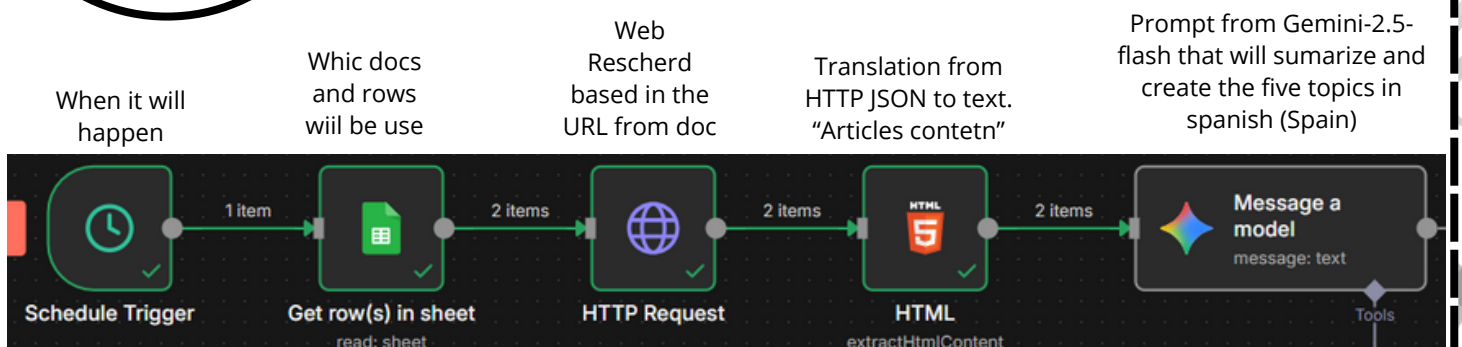 When it will
happen
Whic docs
and rows
wiil be use
Web
Rescherd
based in the
URL from doc
Translation from
HTTP JSON to text.
“Articles contetn”
Prompt from Gemini-2.5-
flash that will sumarize and
create the five topics in
spanish (Spain)
1 item
2 items
2 items
2 items
HTML
5
Message a
model
message: text
Schedule Trigger
Get row(s) in sheet
read: sheet
HTTP Request
HTML
extractHtmlContent
Tools